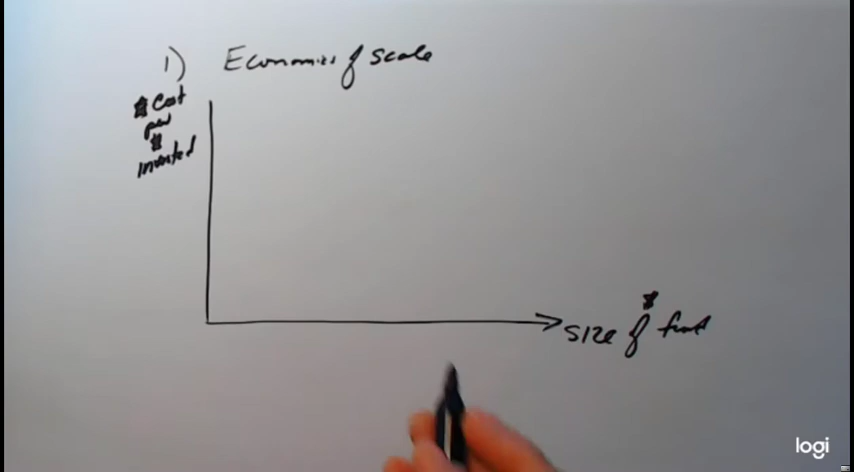 1) Economies of scale
$ Cost
per
$
invested
$
size of fund
logi